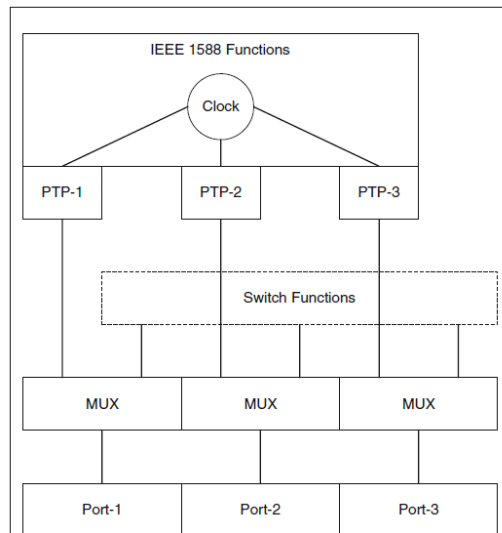 IEEE 1588 Functions
Clock
PTP-1
PTP-2
PTP-3
Switch Functions
MUX
MUX
MUX
Port-1
Port-2
Port-3